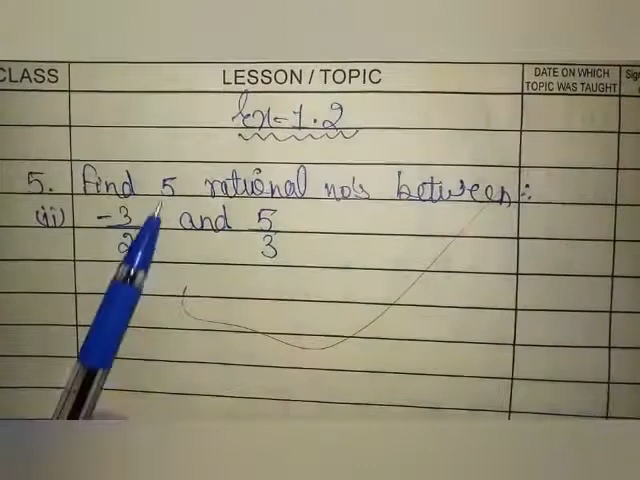 CLASS LESSON / TOPIC DATE ON WHICH TOPIC WAS TAUGHT
Ex-1.2
5. Find 5 rational no's between:
(ii) -3/2 and 5/3